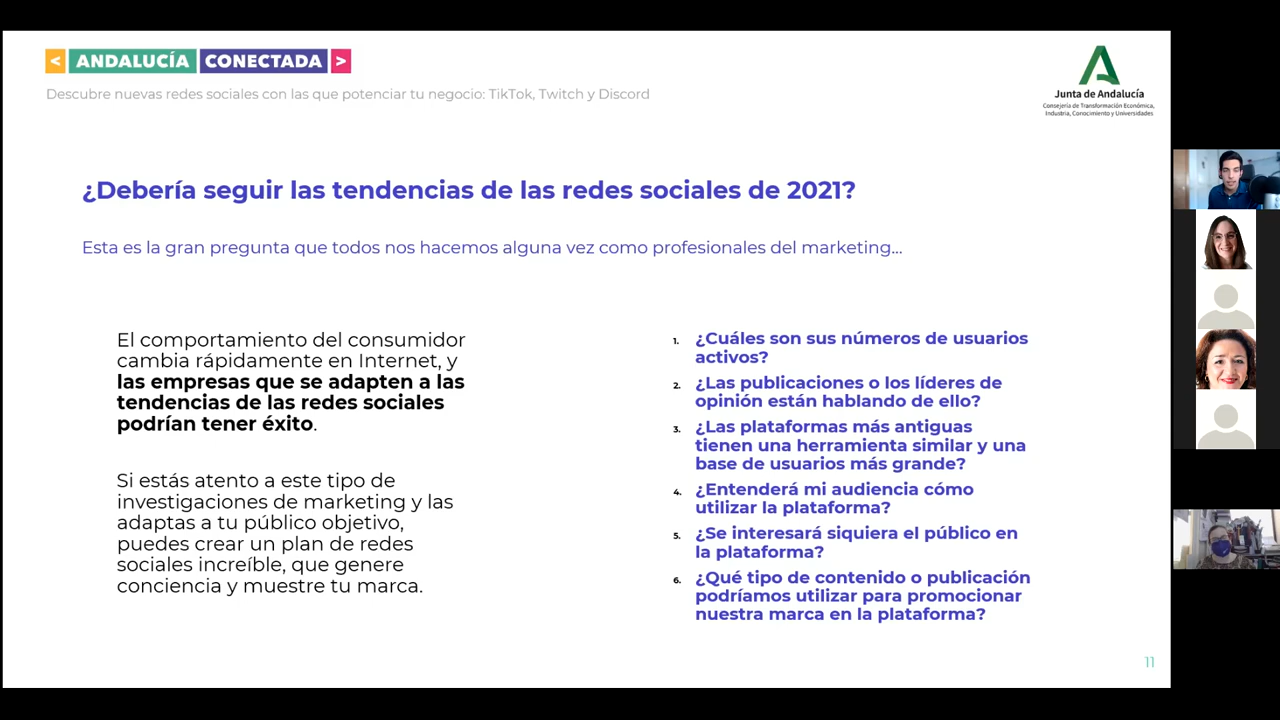 < ANDALUCÍA CONECTADA >
Descubre nuevas redes sociales con las que potenciar tu negocio: TikTok, Twitch y Discord
Junta de Andalucía
Consejería de Transformación Económica,
Industria, Conocimiento y Universidades
¿Debería seguir las tendencias de las redes sociales de 2021?
Esta es la gran pregunta que todos nos hacemos alguna vez como profesionales del marketing...
El comportamiento del consumidor
cambia rápidamente en Internet, y
las empresas que se adapten a las
tendencias de las redes sociales
podrían tener éxito.
Si estás atento a este tipo de
investigaciones de marketing y las
adaptas a tu público objetivo,
puedes crear un plan de redes
sociales increíble, que genere
conciencia y muestre tu marca.
1. ¿Cuáles son sus números de usuarios
activos?
2. ¿Las publicaciones o los líderes de
opinión están hablando de ello?
3. ¿Las plataformas más antiguas
tienen una herramienta similar y una
base de usuarios más grande?
4. ¿Entenderá mi audiencia cómo
utilizar la plataforma?
5. ¿Se interesará siquiera el público en
la plataforma?
6. ¿Qué tipo de contenido o publicación
podríamos utilizar para promocionar
nuestra marca en la plataforma?
11